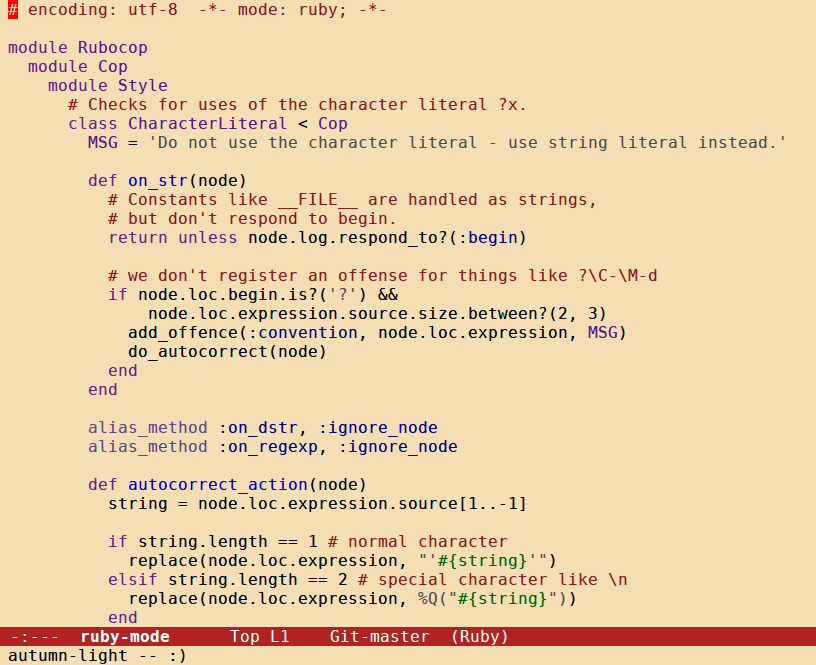 # encoding: utf-8  -*- mode: ruby; -*-

module Rubocop
  module Cop
    module Style
      # Checks for uses of the character literal ?x.
      class CharacterLiteral < Cop
        MSG = 'Do not use the character literal - use string literal instead.'

        def on_str(node)
          # Constants like __FILE__ are handled as strings,
          # but don't respond to begin.
          return unless node.log.respond_to?(:begin)

          # we don't register an offense for things like ?\C-\M-d
          if node.loc.begin.is?('?') &&
              node.loc.expression.source.size.between?(2, 3)
            add_offence(:convention, node.loc.expression, MSG)
            do_autocorrect(node)
          end
        end

        alias_method :on_dstr, :ignore_node
        alias_method :on_regexp, :ignore_node

        def autocorrect_action(node)
          string = node.loc.expression.source[1..-1]

          if string.length == 1 # normal character
            replace(node.loc.expression, "'#{string}'")
          elsif string.length == 2 # special character like \n
            replace(node.loc.expression, %Q("#{string}"))
          end
-:---  ruby-mode      Top L1    Git-master  (Ruby)
autumn-light -- :)